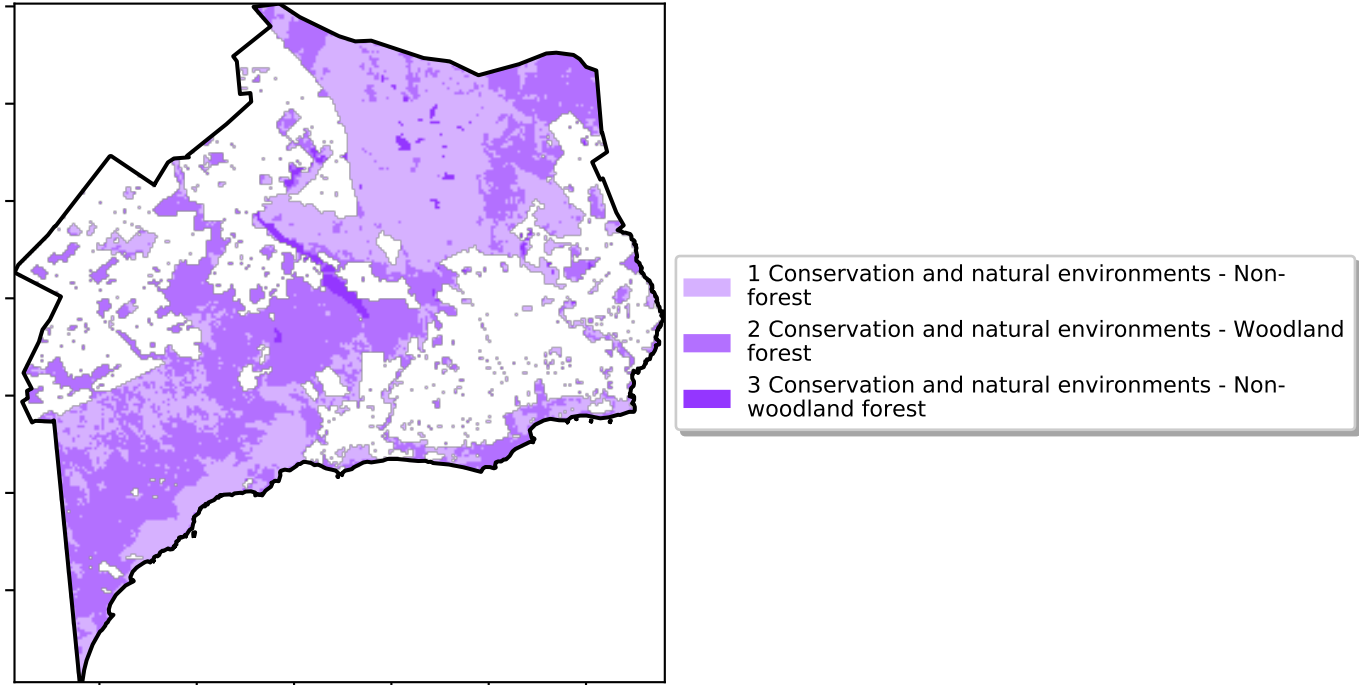 1 Conservation and natural environments - Non-
forest
2 Conservation and natural environments - Woodland
forest
3 Conservation and natural environments - Non-
woodland forest